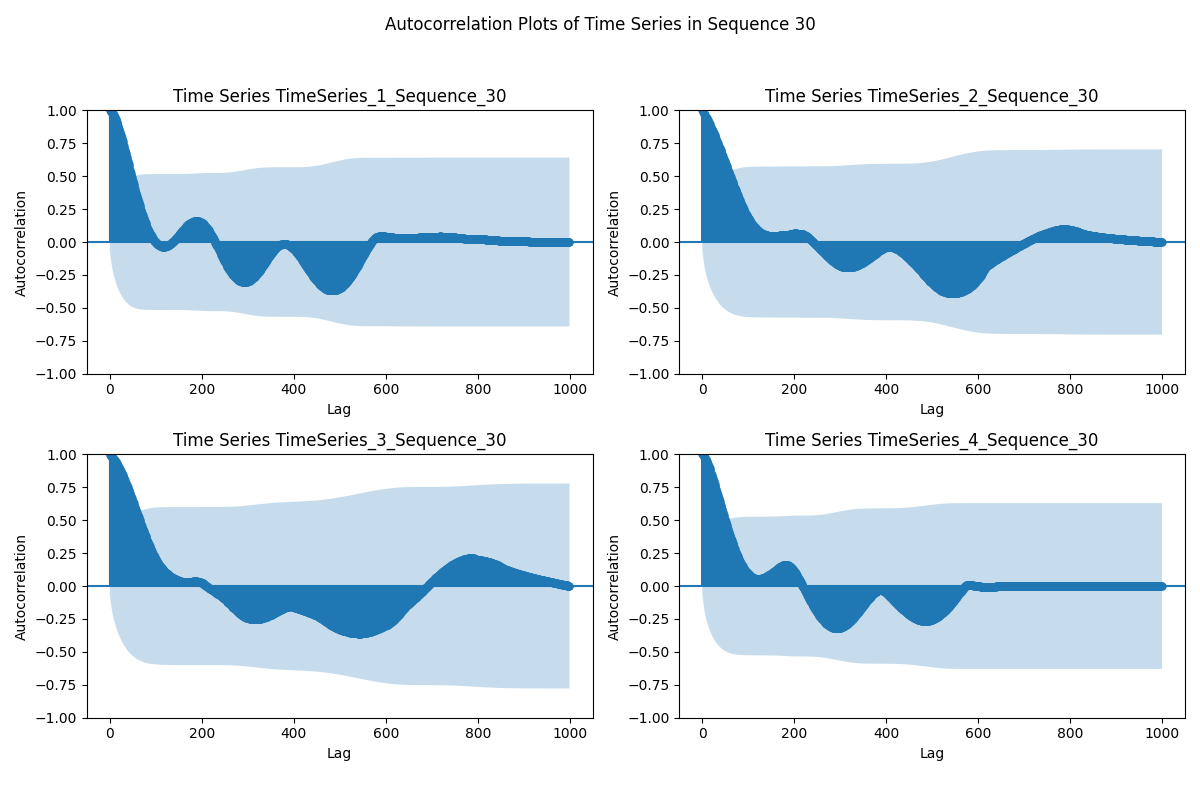 Autocorrelation Plots of Time Series in Sequence 30
Time Series TimeSeries_1_Sequence_30
1.00
0.75
0.50
0.25
0.00
−0.25
−0.50
−0.75
−1.00
Autocorrelation
0 200 400 600 800 1000
Lag
Time Series TimeSeries_2_Sequence_30
1.00
0.75
0.50
0.25
0.00
−0.25
−0.50
−0.75
−1.00
Autocorrelation
0 200 400 600 800 1000
Lag
Time Series TimeSeries_3_Sequence_30
1.00
0.75
0.50
0.25
0.00
−0.25
−0.50
−0.75
−1.00
Autocorrelation
0 200 400 600 800 1000
Lag
Time Series TimeSeries_4_Sequence_30
1.00
0.75
0.50
0.25
0.00
−0.25
−0.50
−0.75
−1.00
Autocorrelation
0 200 400 600 800 1000
Lag